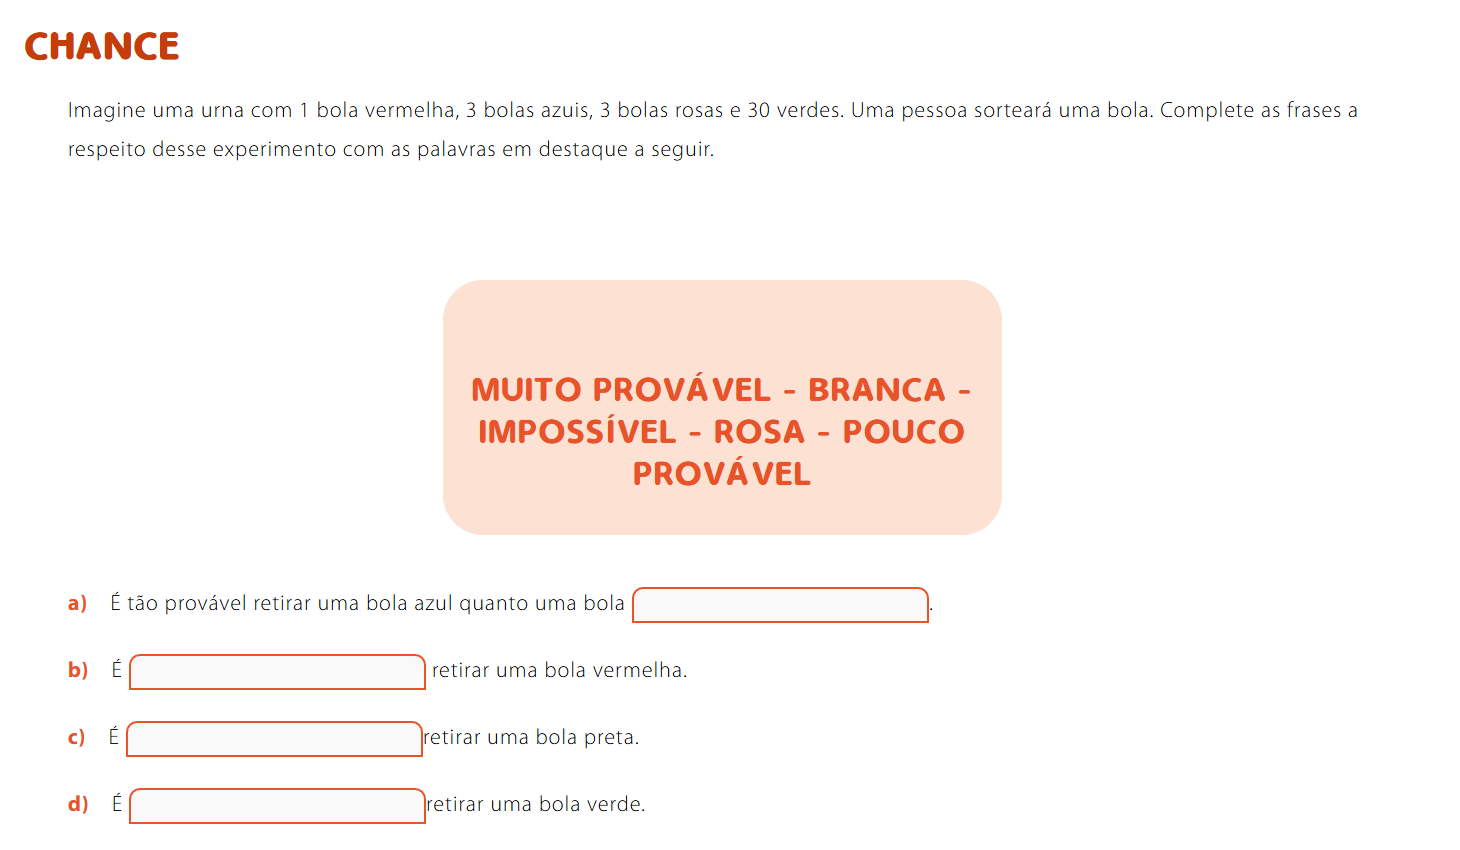 CHANCE
Imagine uma urna com 1 bola vermelha, 3 bolas azuis, 3 bolas rosas e 30 verdes. Uma pessoa sorteará uma bola. Complete as frases a
respeito desse experimento com as palavras em destaque a seguir.
MUITO PROVÁVEL - BRANCA -
IMPOSSÍVEL - ROSA - POUCO
PROVÁVEL
a) É tão provável retirar uma bola azul quanto uma bola .
b) É retirar uma bola vermelha.
c) É retirar uma bola preta.
d) É retirar uma bola verde.